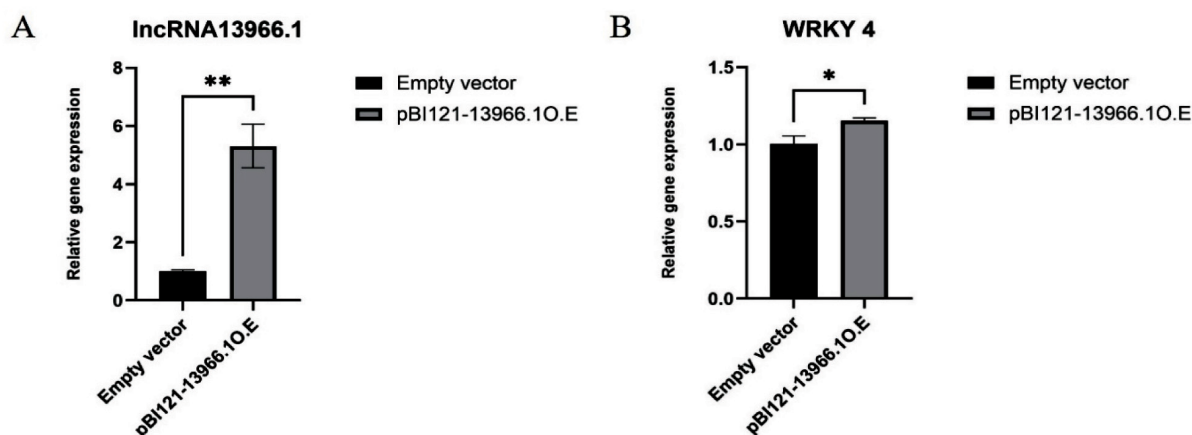 A
lncRNA13966.1
Relative gene expression
8
6
4
2
0
**
Empty vector
pBI121-13966.1O.E
Empty vector
pBI121-13966.1O.E
B
WRKY 4
Relative gene expression
1.5
1.0
0.5
0.0
*
Empty vector
pBI121-13966.1O.E
Empty vector
pBI121-13966.1O.E